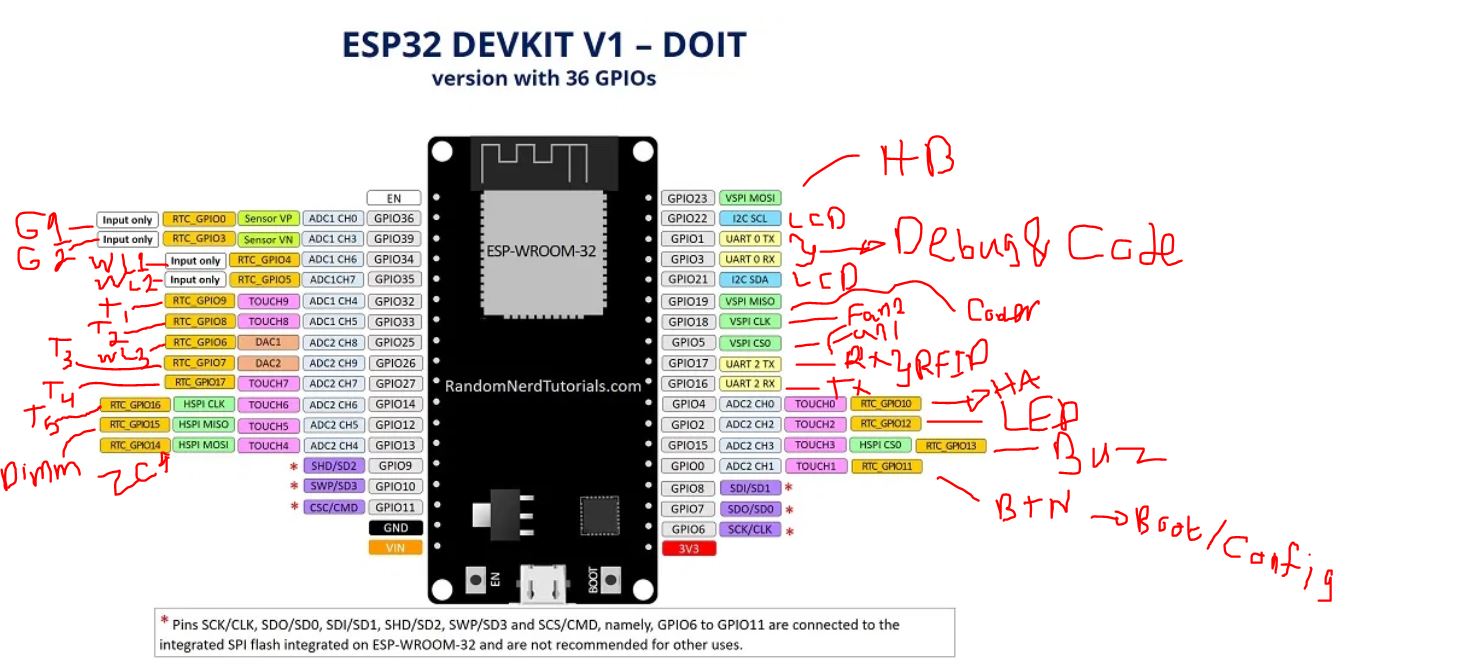 ESP32 DEVKIT V1 – DOIT
version with 36 GPIOs
HB
EN GPIO23 VSPI MOSI
G1 Input only RTC_GPIO0 Sensor VP ADC1 CH0 GPIO36 GPIO22 I2C SCL LCD
G2 Input only RTC_GPIO3 Sensor VN ADC1 CH3 GPIO39 GPIO1 UART 0 TX Debug & Code
WL1 Input only RTC_GPIO4 ADC1 CH6 GPIO34 ESP-WROOM-32 GPIO3 UART 0 RX
WL2 Input only RTC_GPIO5 ADC1CH7 GPIO35 GPIO21 I2C SDA LCD
T1 RTC_GPIO9 TOUCH9 ADC1 CH4 GPIO32 GPIO19 VSPI MISO
T2 RTC_GPIO8 TOUCH8 ADC1 CH5 GPIO33 GPIO18 VSPI CLK Fan2
WL3 RTC_GPIO6 DAC1 ADC2 CH8 GPIO25 GPIO5 VSPI CS0 Fan1
T3 RTC_GPIO7 DAC2 ADC2 CH9 GPIO26 GPIO17 UART 2 TX Rx RFID
T4 RTC_GPIO17 TOUCH7 ADC2 CH7 GPIO27 RandomNerdTutorials.com GPIO16 UART 2 RX Tx
T5 RTC_GPIO16 HSPI CLK TOUCH6 ADC2 CH6 GPIO14 GPIO4 ADC2 CH0 TOUCH0 RTC_GPIO10 HA
Dimm RTC_GPIO15 HSPI MISO TOUCH5 ADC2 CH5 GPIO12 GPIO2 ADC2 CH2 TOUCH2 RTC_GPIO12 LED
ZC RTC_GPIO14 HSPI MOSI TOUCH4 ADC2 CH4 GPIO13 GPIO15 ADC2 CH3 TOUCH3 HSPI CS0 RTC_GPIO13 Buz
* SHD/SD2 GPIO9 GPIO0 ADC2 CH1 TOUCH1 RTC_GPIO11
* SWP/SD3 GPIO10 GPIO8 SDI/SD1 *
* CSC/CMD GPIO11 GPIO7 SDO/SD0 * BTN → Boot/Config
GND GPIO6 SCK/CLK *
VIN 3V3
EN BOOT
* Pins SCK/CLK, SDO/SD0, SDI/SD1, SHD/SD2, SWP/SD3 and SCS/CMD, namely, GPIO6 to GPIO11 are connected to the
integrated SPI flash integrated on ESP-WROOM-32 and are not recommended for other uses.